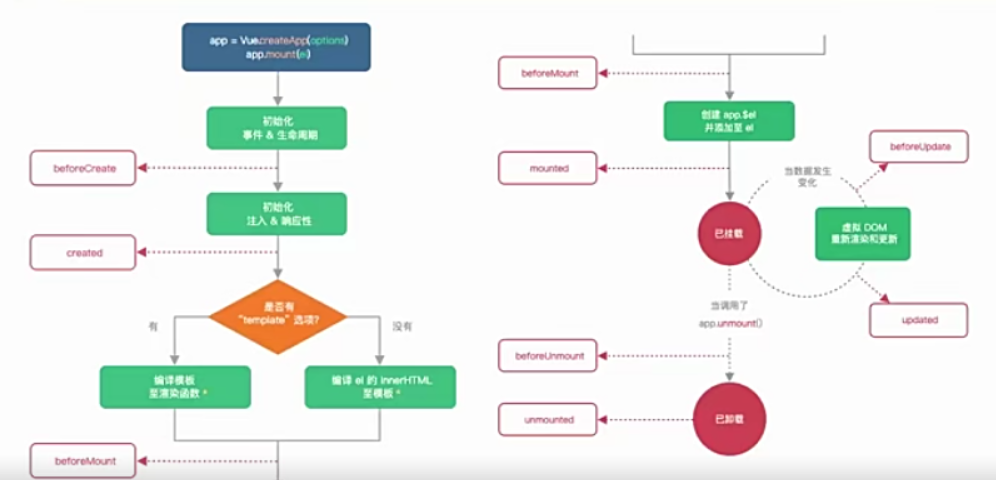 app = Vue.createApp(options)
app.mount(el)
初始化
事件 & 生命周期
beforeCreate
初始化
注入 & 响应性
created
是否有
"template" 选项?
有
没有
编译模板
至渲染函数 *
编译 el 的 innerHTML
至模板 *
beforeMount
beforeMount
创建 app.$el
并添加至 el
mounted
已挂载
当数据发生
变化
beforeUpdate
虚拟 DOM
重新渲染和更新
updated
当调用了
app.unmount()
beforeUnmount
已卸载
unmounted